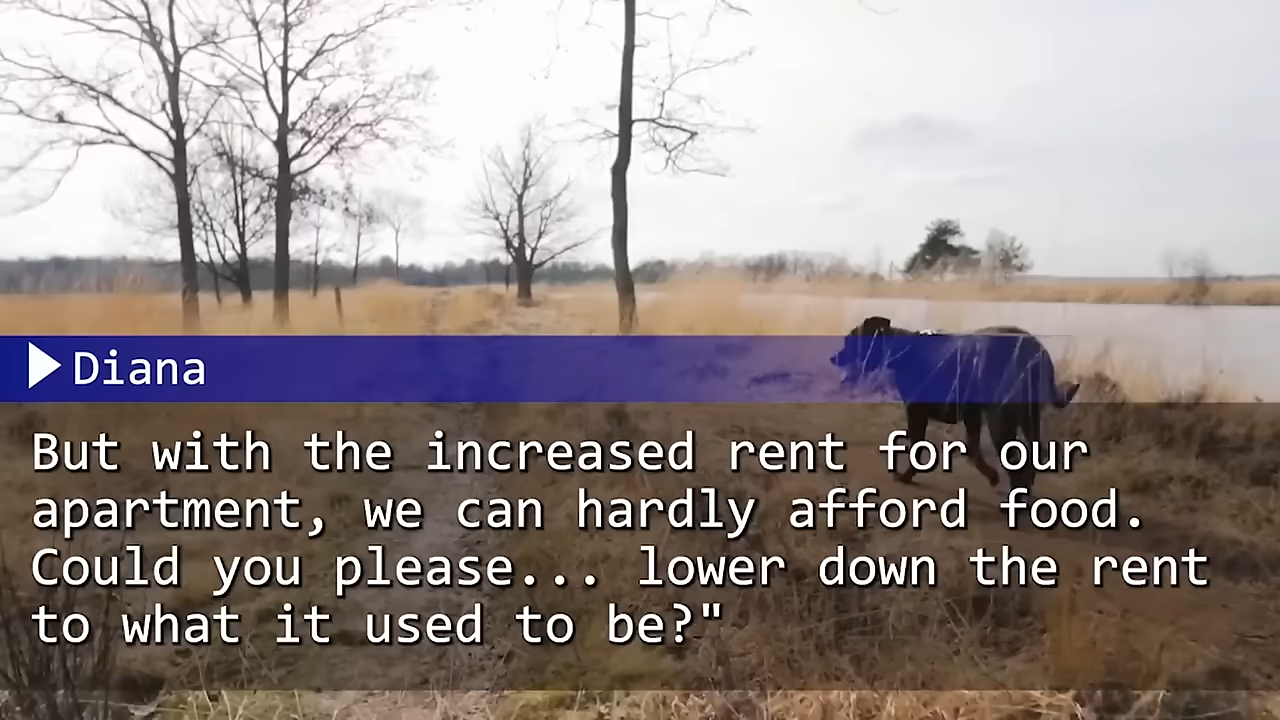 Diana
But with the increased rent for our
apartment, we can hardly afford food.
Could you please... lower down the rent
to what it used to be?"